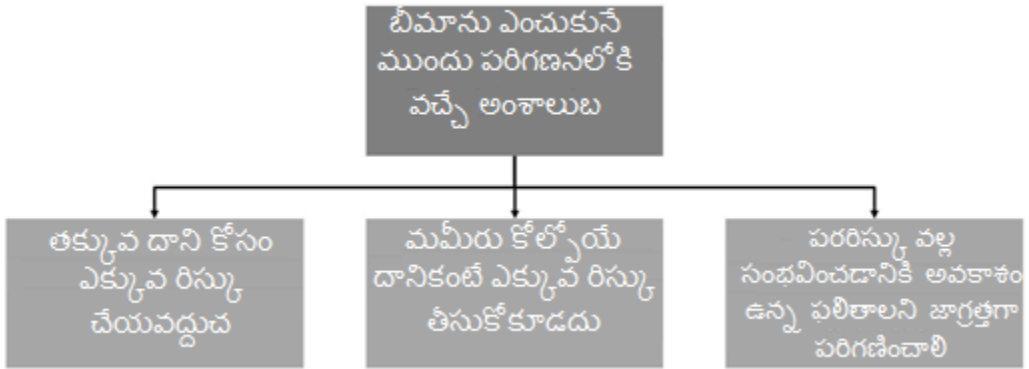 బీమాను ఎంచుకునే
ముందు పరిగణనలోకి
వచ్చే అంశాలుబ
తక్కువ దాని కోసం
ఎక్కువ రిస్కు
చేయవద్దుచ
మమీరు కోల్పోయే
దానికంటే ఎక్కువ రిస్కు
తీసుకోకూడదు
పరరిస్కు వల్ల
సంభవించడానికి అవకాశం
ఉన్న ఫలితాలని జాగ్రత్తగా
పరిగణించాలి